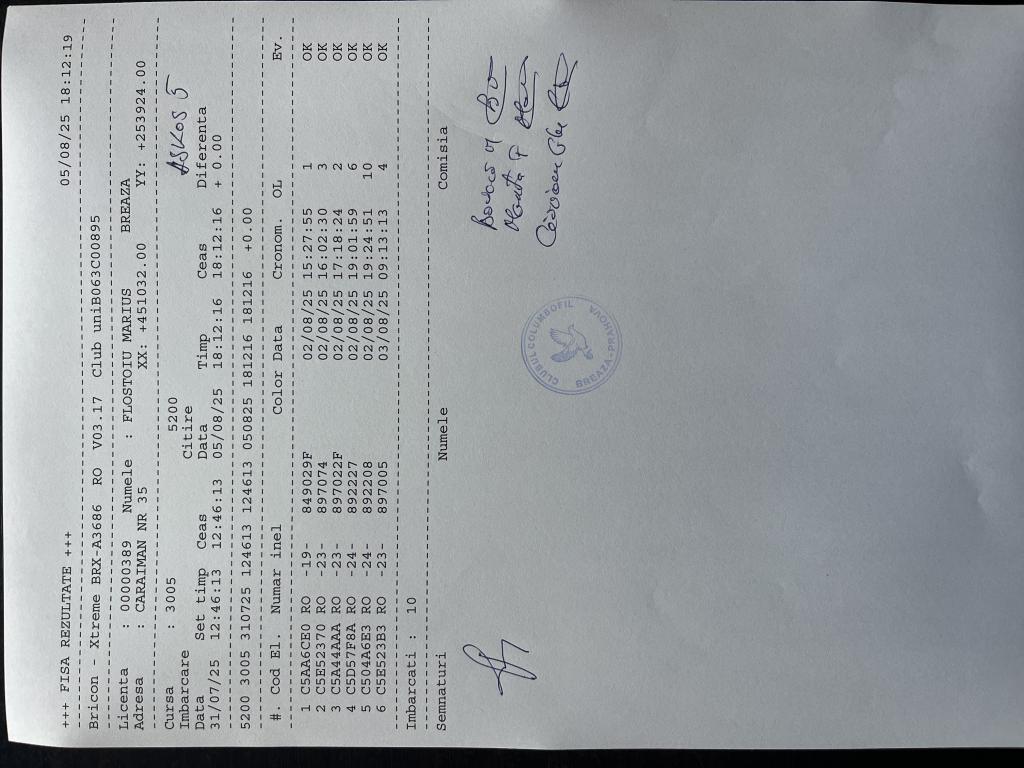 +++ FISA REZULTATE +++ 05/08/25 18:12:19
Bricon - Xtreme BRX-A3686 RO V03.17 Club uniB063C00895
Licenta : 00000389 Numele : FLOSTOIU MARIUS BREAZA
Adresa : CARAIMAN NR 35 XX: +451032.00 YY: +253924.00
Cursa : 3005 5200 ASKOS 5
Imbarcare Citire
Data Set timp Ceas Data Timp Ceas Diferenta
31/07/25 12:46:13 12:46:13 05/08/25 18:12:16 18:12:16 + 0.00
5200 3005 310725 124613 124613 050825 181216 181216 +0.00
#. Cod El. Numar inel Color Data Cronom. OL Ev.
1 C5AA6CE0 RO -19- 849029F 02/08/25 15:27:55 1 OK
2 C5E52370 RO -23- 897074 02/08/25 16:02:30 3 OK
3 C5A44AAA RO -23- 897022F 02/08/25 17:18:24 2 OK
4 C5D57F8A RO -24- 892227 02/08/25 19:01:59 6 OK
5 C504A6E3 RO -24- 892208 02/08/25 19:24:51 10 OK
6 C5E523B3 RO -23- 897005 03/08/25 09:13:13 4 OK
Imbarcati : 10
Semnaturi Numele Comisia
CLUBUL COLUMBOFIL
BREAZA-PRAHOVA